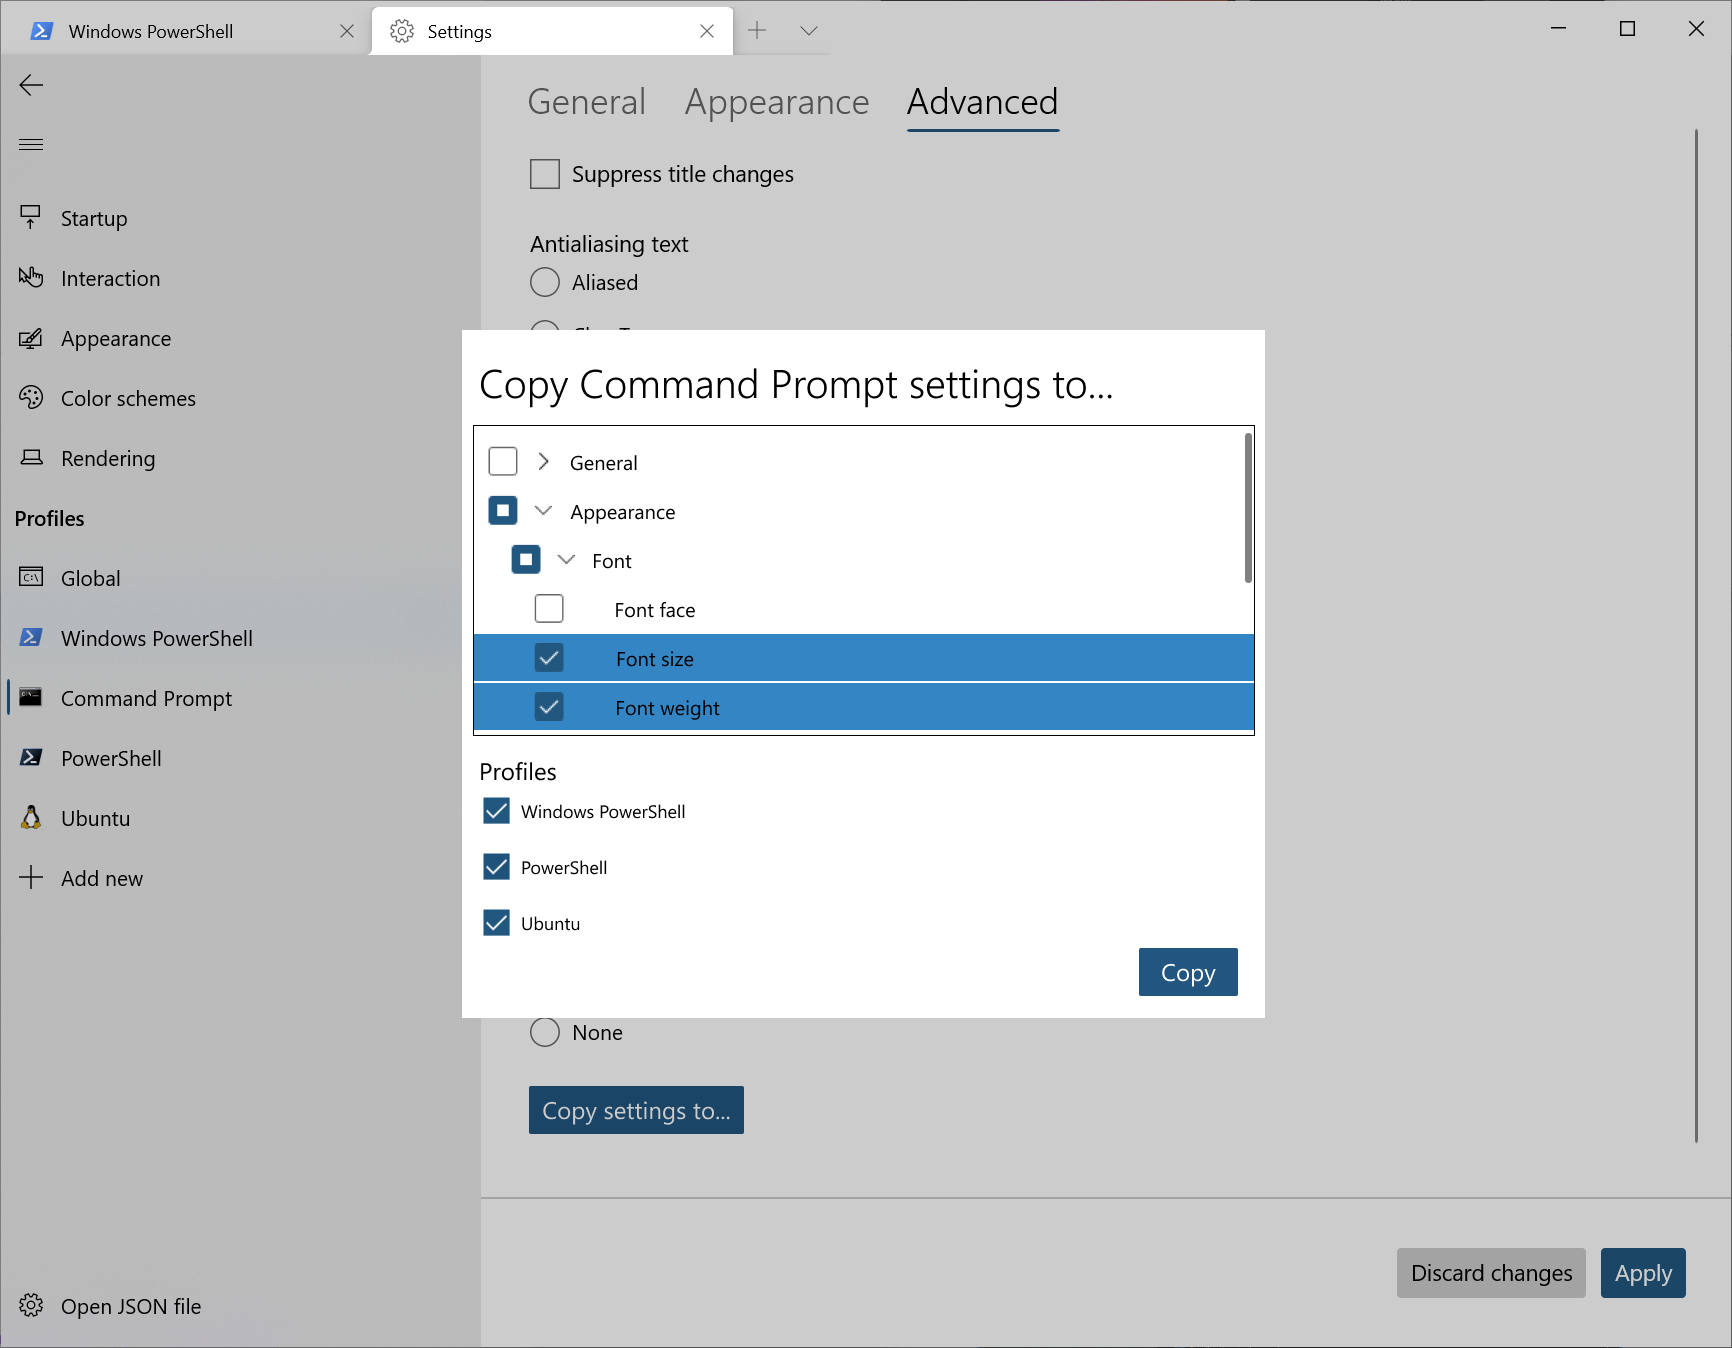 Windows PowerShell
Settings
General
Appearance
Advanced
Suppress title changes
Antialiasing text
Aliased
Startup
Interaction
Appearance
Color schemes
Rendering
Profiles
Global
Windows PowerShell
Command Prompt
PowerShell
Ubuntu
Add new
Open JSON file
Copy Command Prompt settings to...
General
Appearance
Font
Font face
Font size
Font weight
Profiles
Windows PowerShell
PowerShell
Ubuntu
Copy
None
Copy settings to...
Discard changes
Apply